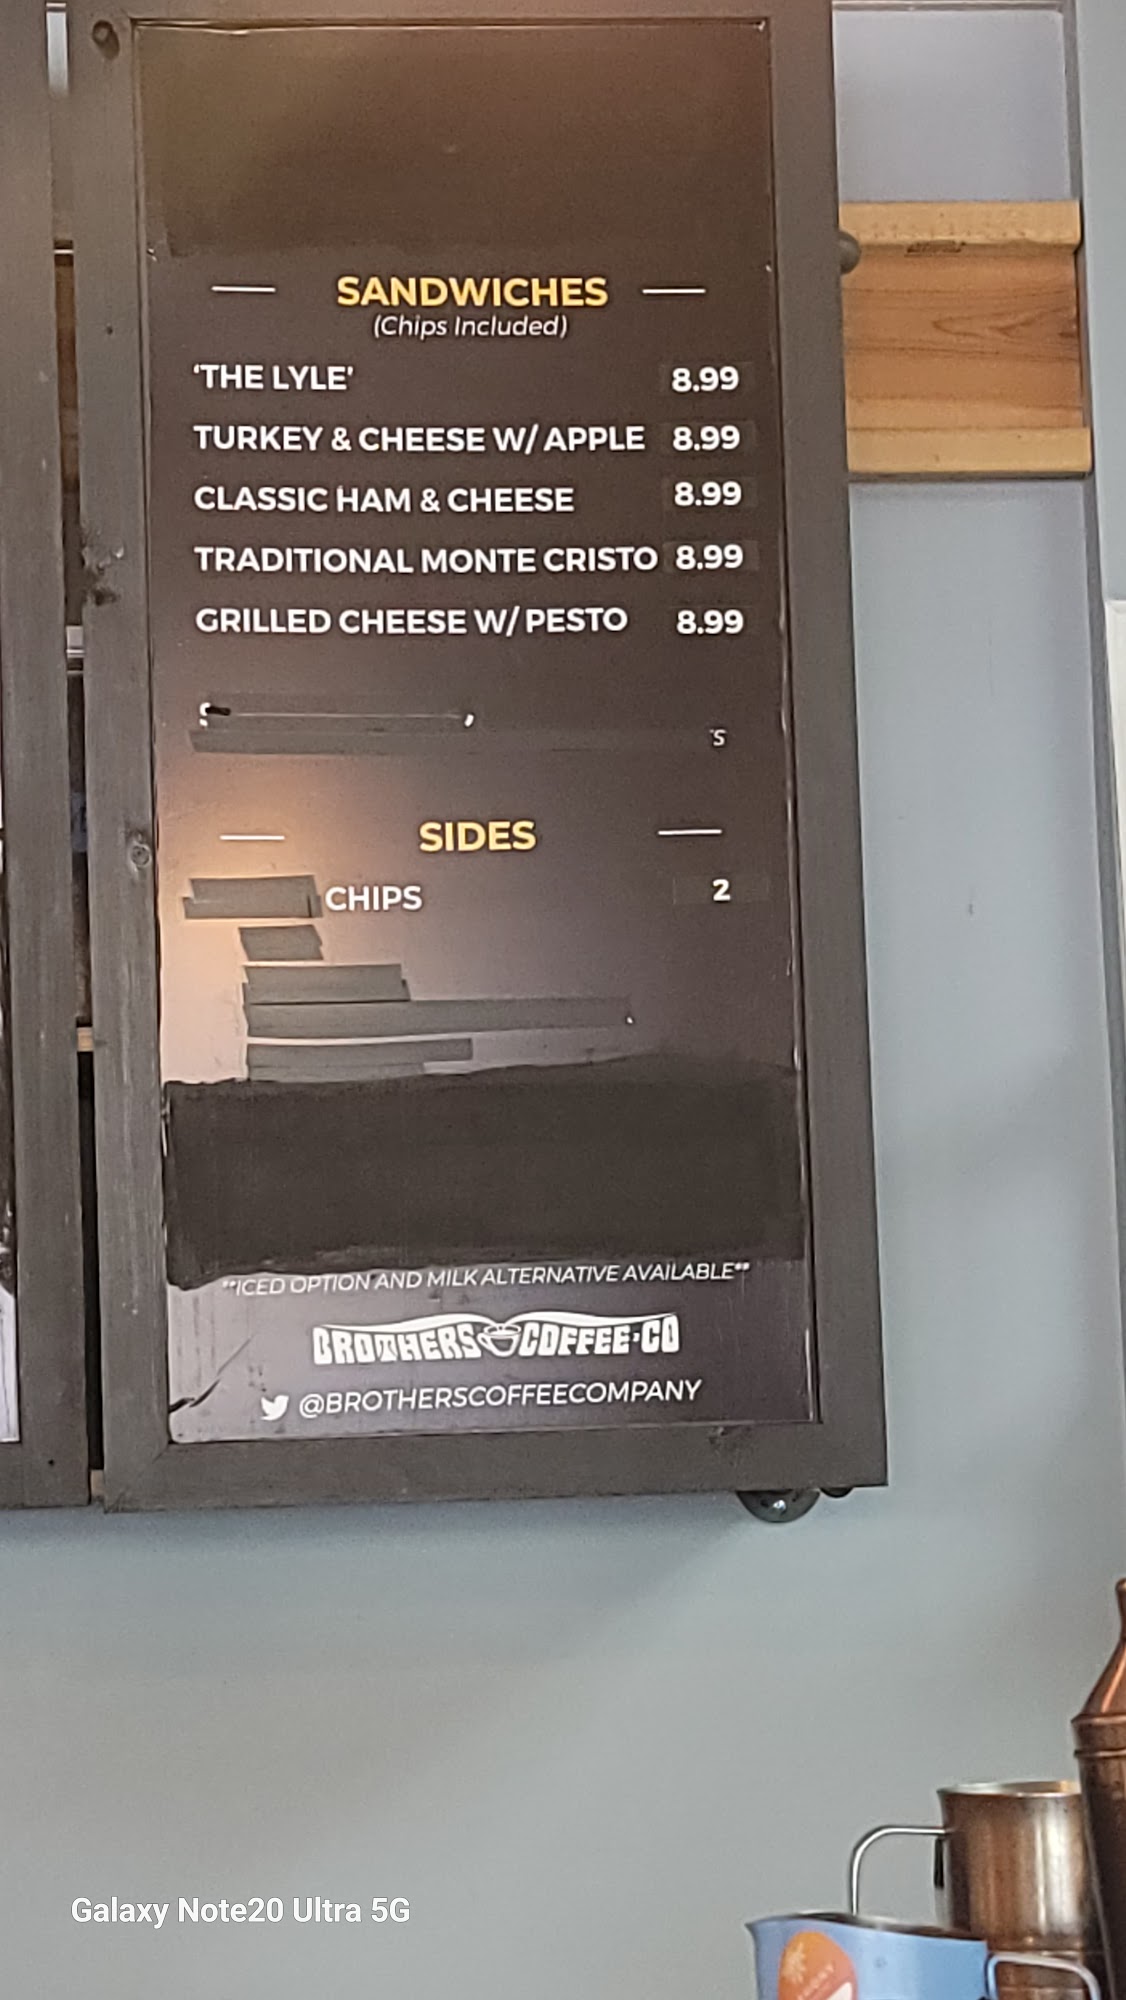 SANDWICHES
(Chips Included)
'THE LYLE' 8.99
TURKEY & CHEESE W/ APPLE 8.99
CLASSIC HAM & CHEESE 8.99
TRADITIONAL MONTE CRISTO 8.99
GRILLED CHEESE W/ PESTO 8.99
SIDES
CHIPS 2
**ICED OPTION AND MILK ALTERNATIVE AVAILABLE**
BROTHERS COFFEE CO
@BROTHERSCOFFEECOMPANY
Galaxy Note20 Ultra 5G